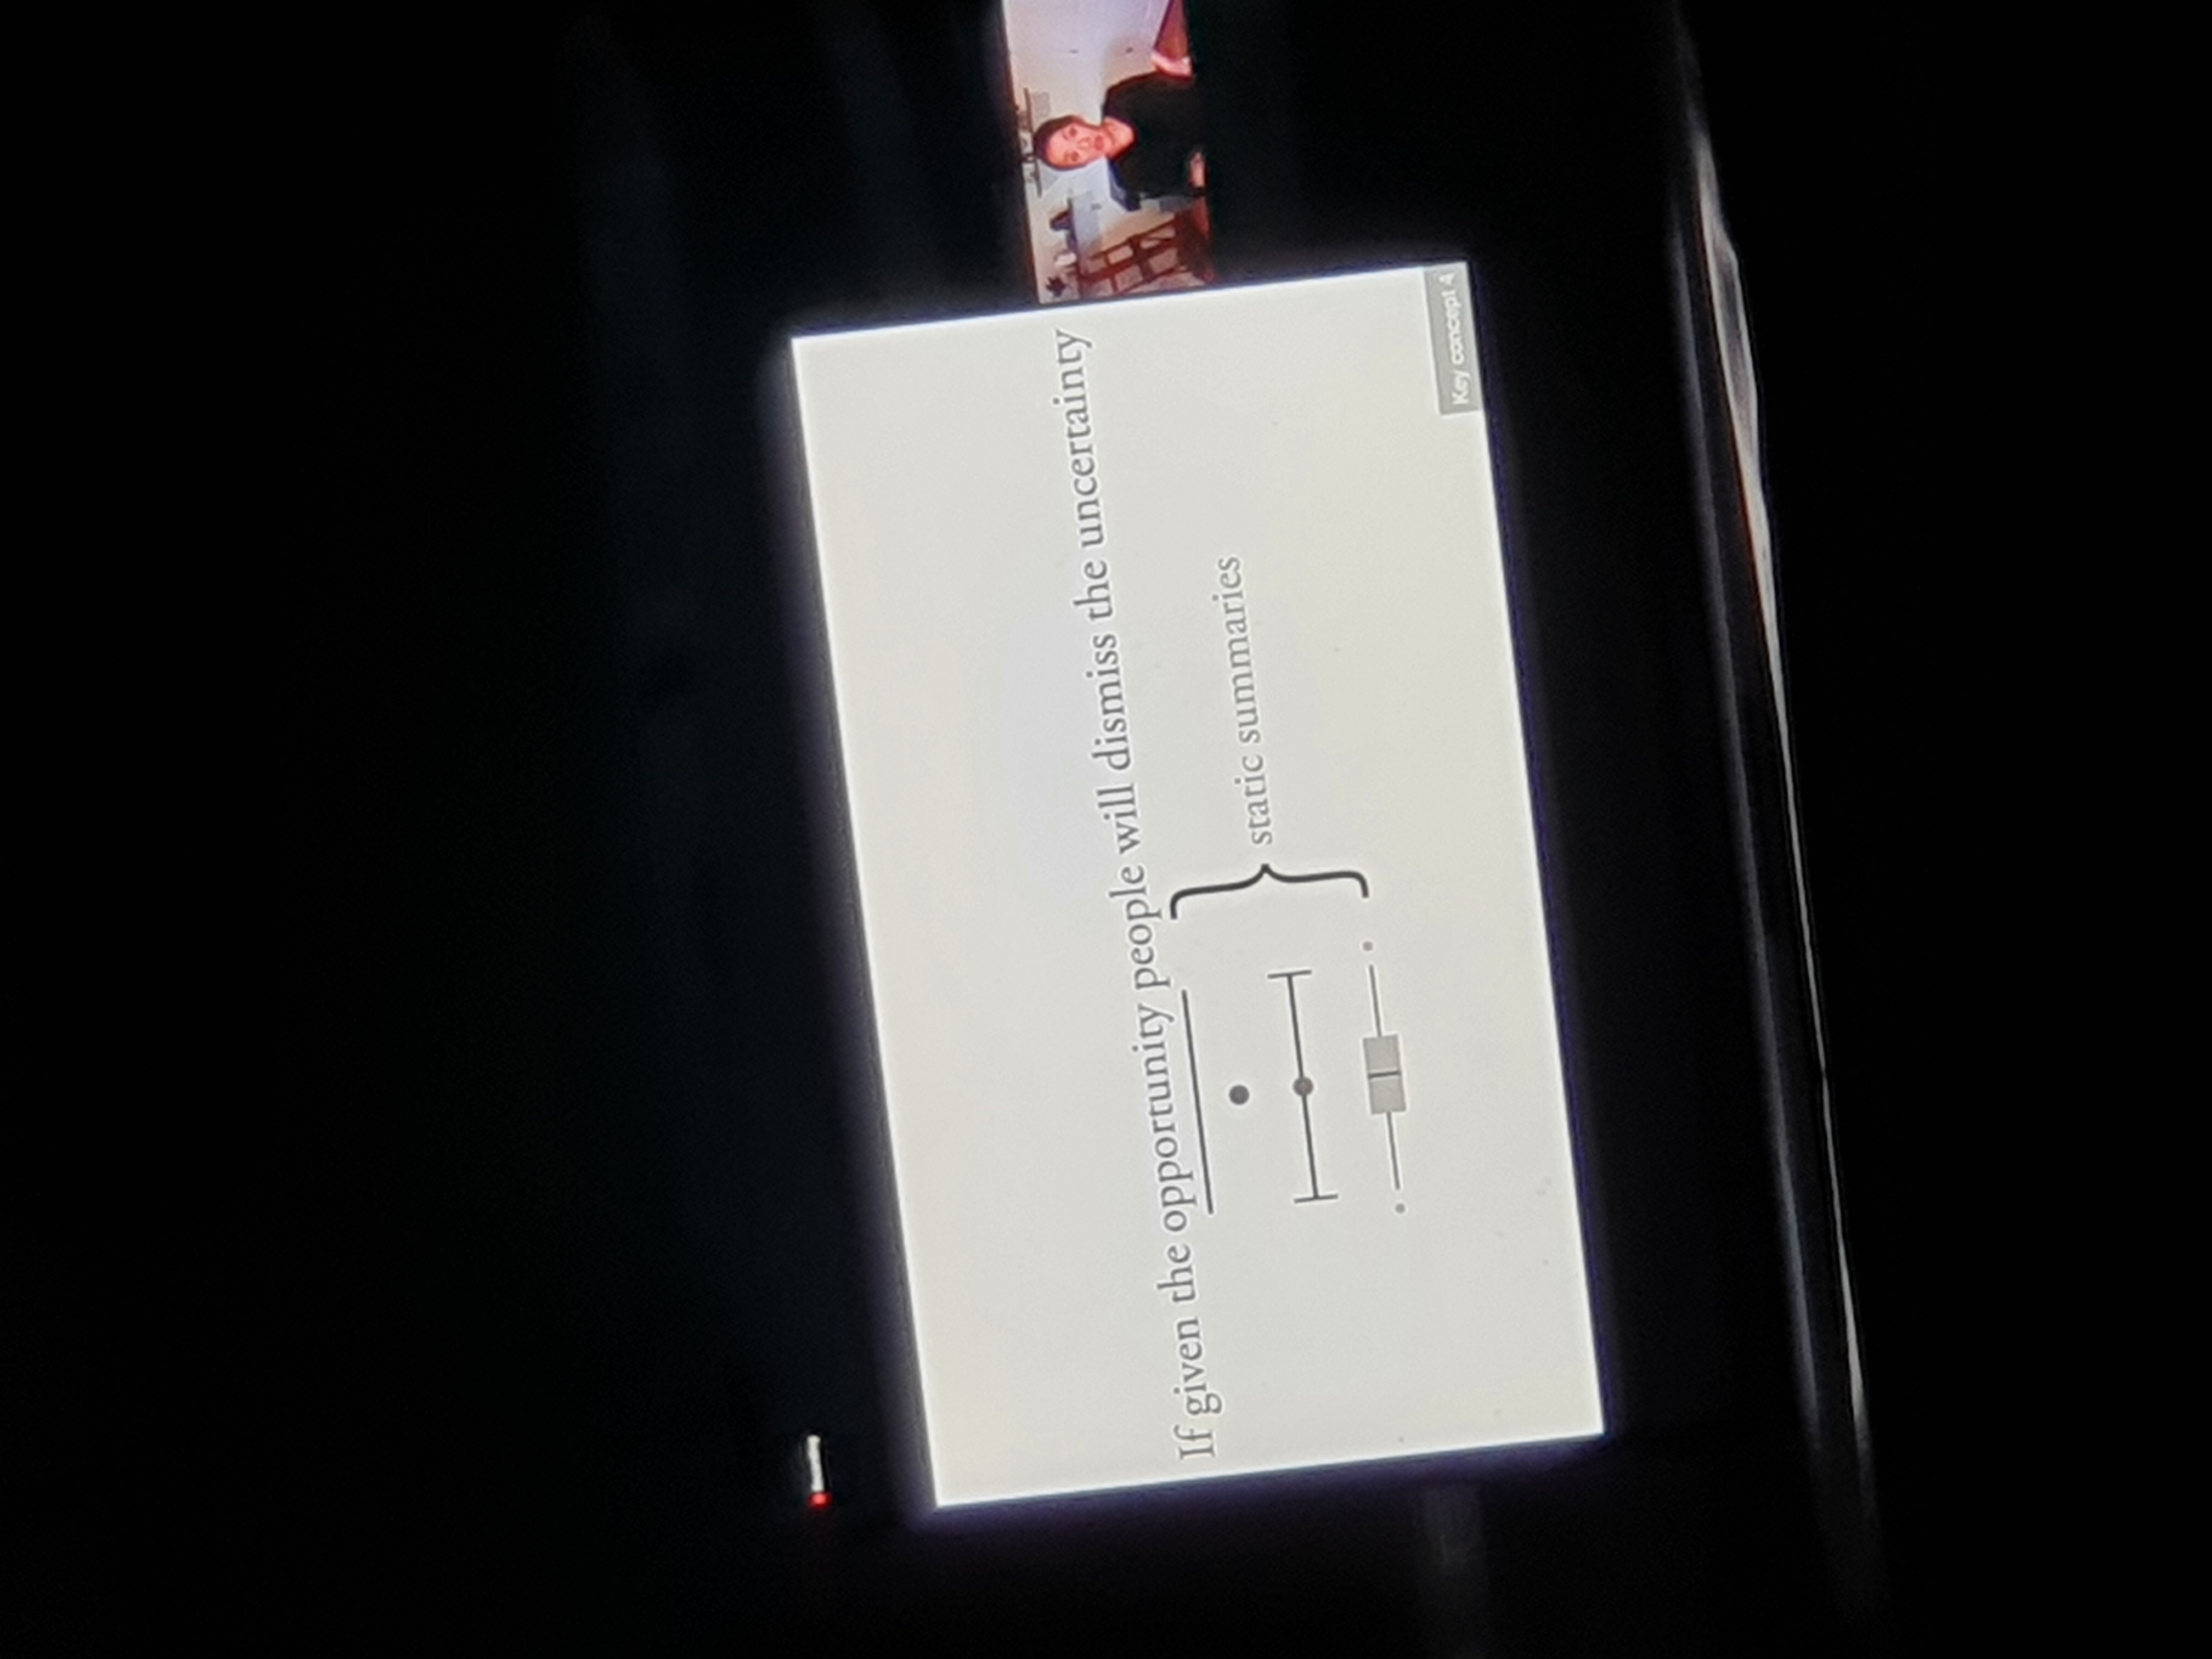 If given the opportunity people will dismiss the uncertainty
static summaries
Key concept 4